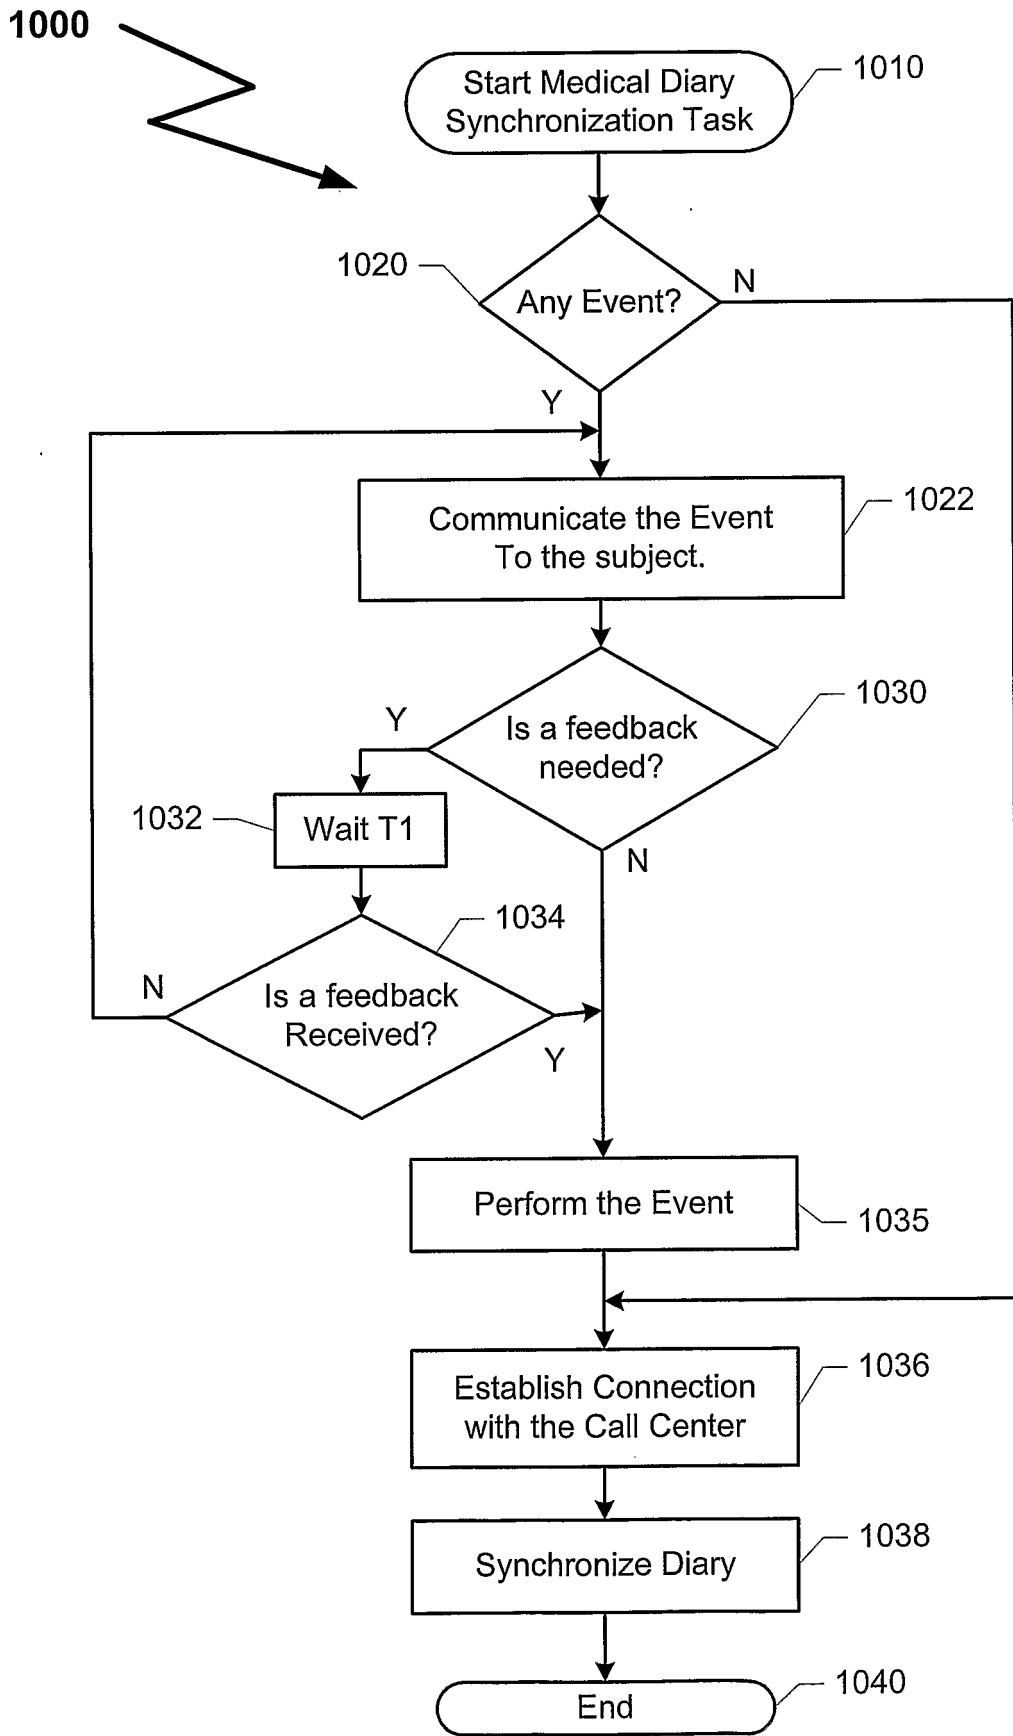 1000
Start Medical Diary
Synchronization Task
1010
1020
Any Event?
N
Y
Communicate the Event
To the subject.
1022
Is a feedback
needed?
1030
Y
1032
Wait T1
N
1034
Is a feedback
Received?
N
Y
Perform the Event
1035
Establish Connection
with the Call Center
1036
Synchronize Diary
1038
End
1040